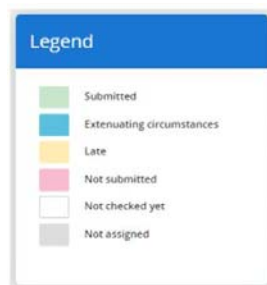 Legend
Submitted
Extenuating circumstances
Late
Not submitted
Not checked yet
Not assigned